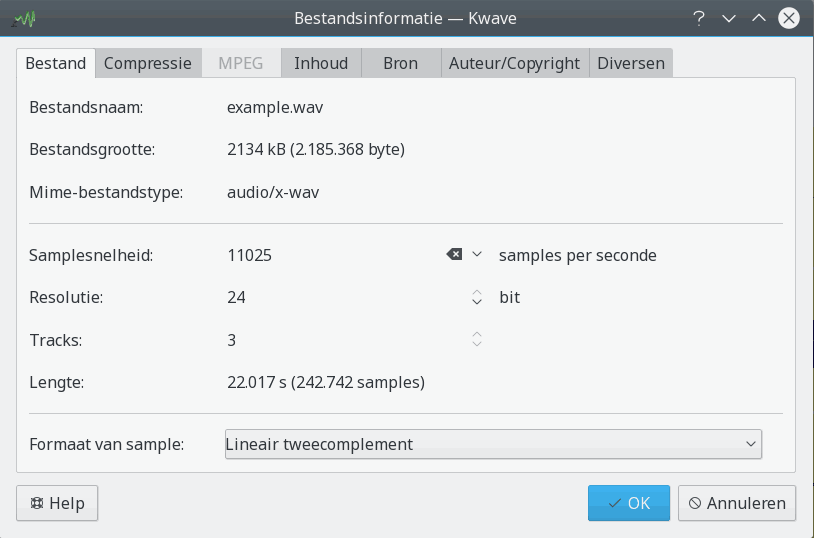 Bestandsinformatie — Kwave
Bestand Compressie MPEG Inhoud Bron Auteur/Copyright Diversen
Bestandsnaam: example.wav
Bestandsgrootte: 2134 kB (2.185.368 byte)
Mime-bestandstype: audio/x-wav
Samplesnelheid: 11025 samples per seconde
Resolutie: 24 bit
Tracks: 3
Lengte: 22.017 s (242.742 samples)
Formaat van sample: Lineair tweecomplement
Help OK Annuleren